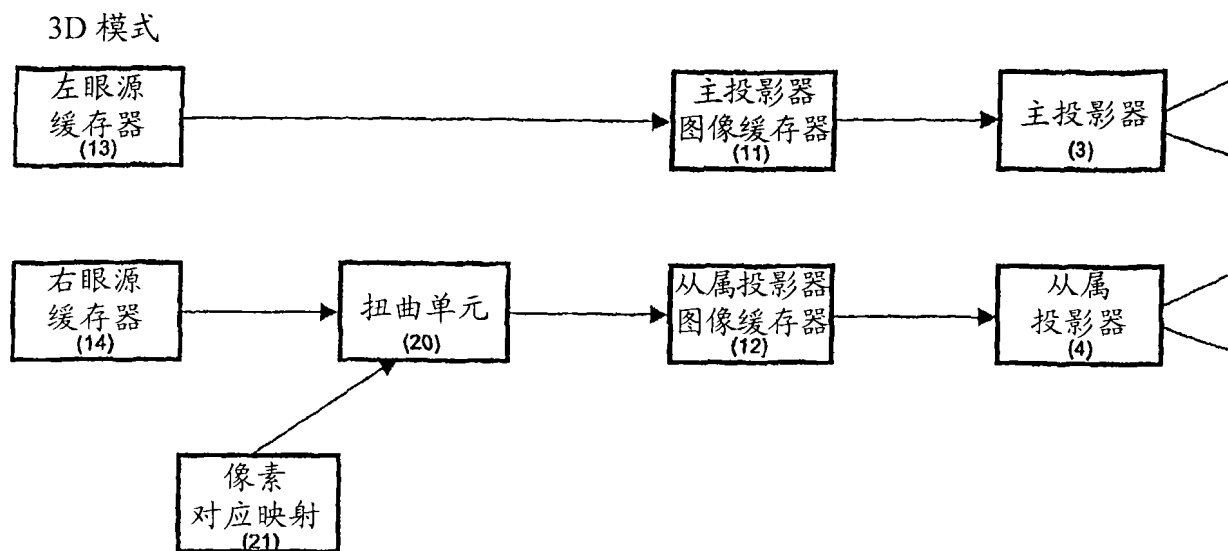 3D 模式
左眼源
缓存器
(13)
主投影器
图像缓存器
(11)
主投影器
(3)
右眼源
缓存器
(14)
扭曲单元
(20)
从属投影器
图像缓存器
(12)
从属
投影器
(4)
像素
对应映射
(21)